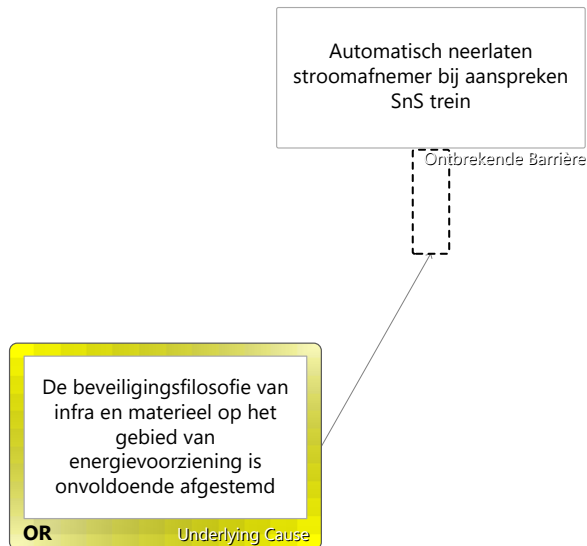 Automatisch neerlaten
stroomafnemer bij aanspreken
SnS trein
Ontbrekende Barrière
De beveiligingsfilosofie van
infra en materieel op het
gebied van
energievoorziening is
onvoldoende afgestemd
OR
Underlying Cause